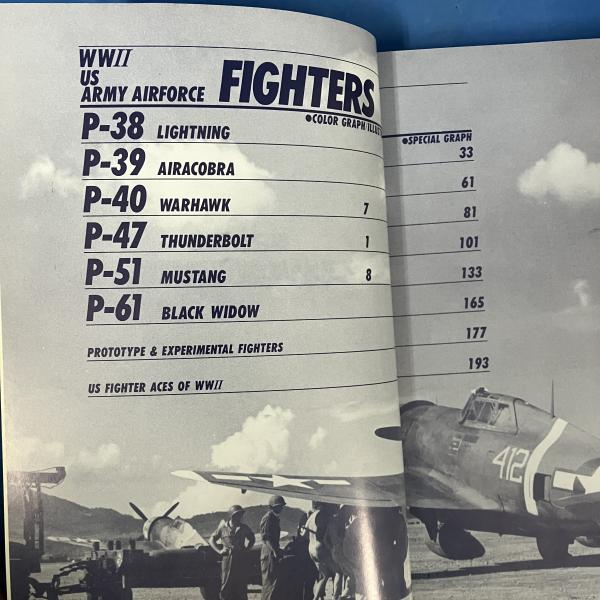 WWII
US
ARMY AIRFORCE FIGHTERS
●COLOR GRAPH ●SPECIAL GRAPH
P-38 LIGHTNING 33
P-39 AIRACOBRA 61
P-40 WARHAWK 7 81
P-47 THUNDERBOLT 1 101
P-51 MUSTANG 8 133
P-61 BLACK WIDOW 165
PROTOTYPE & EXPERIMENTAL FIGHTERS 177
US FIGHTER ACES OF WWII 193
412